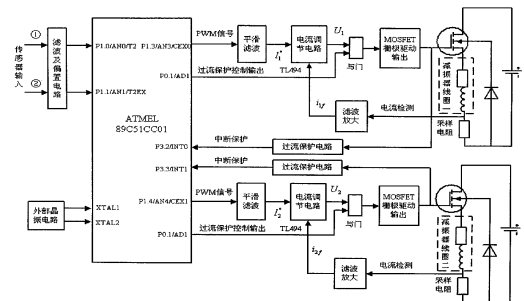 ①
②
传感器输入
滤波及偏置电路
P1.0/AN0/T2
P1.1/AN1/T2EX
ATMEL
89C51CC01
外部晶振电路
XTAL1
XTAL2
P1.3/AN3/CEX0
PWM信号
平滑滤波
I₁*
电流调节电路
U₁
与门
MOSFET栅极驱动输出
P0.1/AD1
过流保护控制输出
TL494
i₁f
滤波放大
电流检测
减振器线圈一
采样电阻
P3.2/INT0
中断保护
过流保护电路
P3.3/INT1
中断保护
过流保护电路
P1.4/AN4/CEX1
PWM信号
平滑滤波
I₂*
电流调节电路
U₂
与门
MOSFET栅极驱动输出
P0.1/AD1
过流保护控制输出
TL494
i₂f
滤波放大
电流检测
减振器线圈二
采样电阻